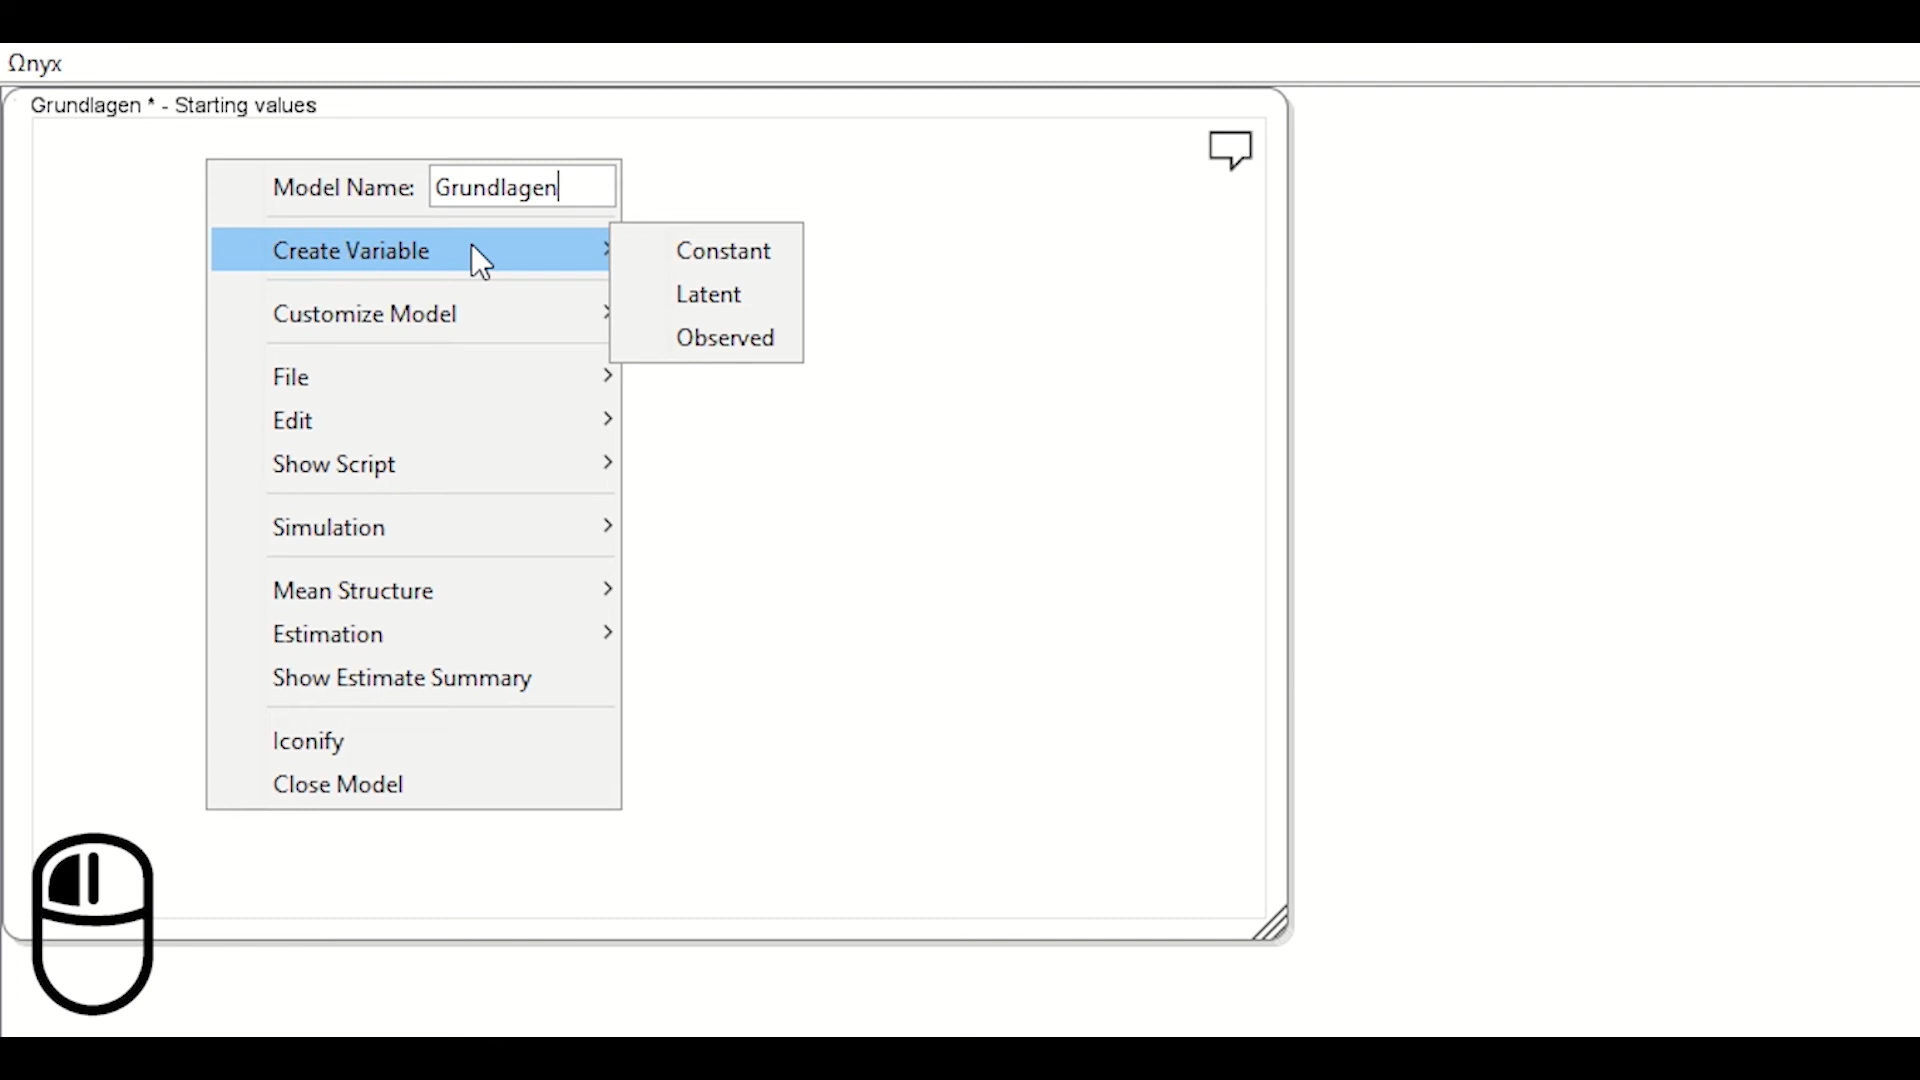 Ωnyx
Grundlagen * - Starting values
Model Name: Grundlagen
Create Variable
Constant
Latent
Observed
Customize Model
File
Edit
Show Script
Simulation
Mean Structure
Estimation
Show Estimate Summary
Iconify
Close Model